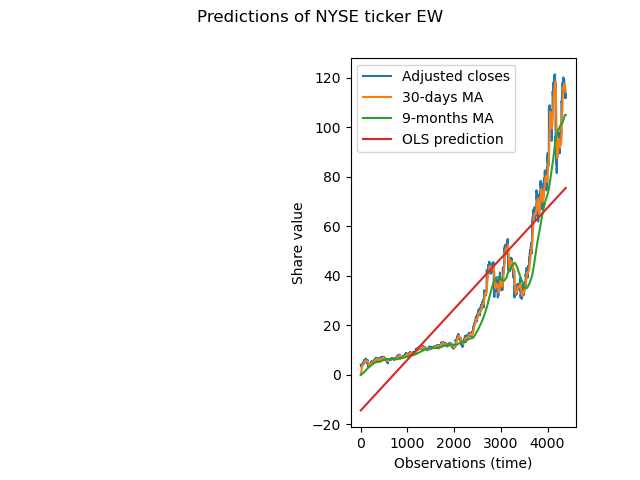 Predictions of NYSE ticker EW
Adjusted closes
30-days MA
9-months MA
OLS prediction
Share value
120
100
80
60
40
20
0
−20
0 1000 2000 3000 4000
Observations (time)